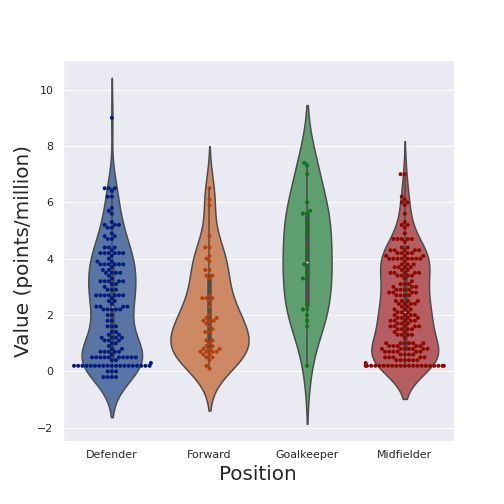 Value (points/million)
10
8
6
4
2
0
−2
Defender
Forward
Goalkeeper
Midfielder
Position